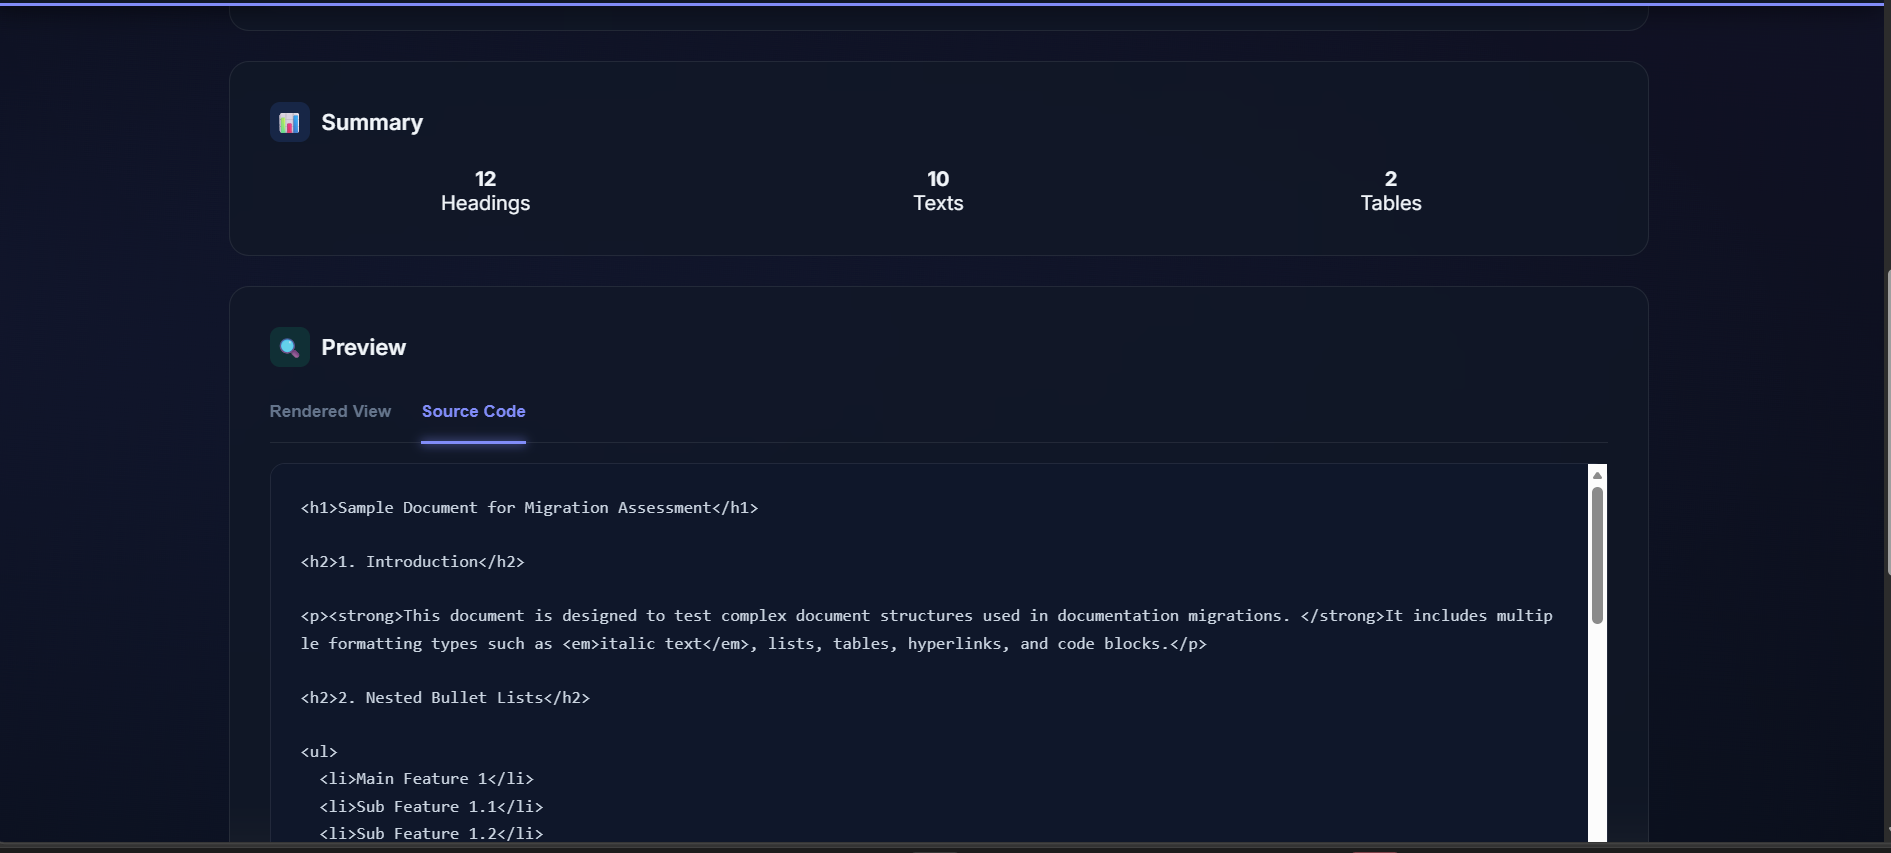 Summary
12
Headings
10
Texts
2
Tables
Preview
Rendered View
Source Code
<h1>Sample Document for Migration Assessment</h1>
<h2>1. Introduction</h2>
<p><strong>This document is designed to test complex document structures used in documentation migrations. </strong>It includes multip
le formatting types such as <em>italic text</em>, lists, tables, hyperlinks, and code blocks.</p>
<h2>2. Nested Bullet Lists</h2>
<ul>
<li>Main Feature 1</li>
<li>Sub Feature 1.1</li>
<li>Sub Feature 1.2</li>